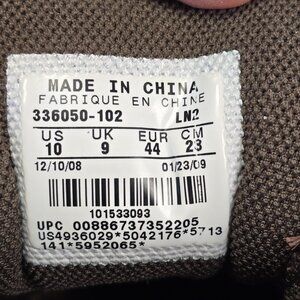 MADE IN CHINA
FABRIQUE EN CHINE
336050-102 LN2
US UK EUR CM
10 9 44 28
12/10/08 01/23/09
101533093
UPC 00886737352205
US4936029*5042176*5713
141*5952065*